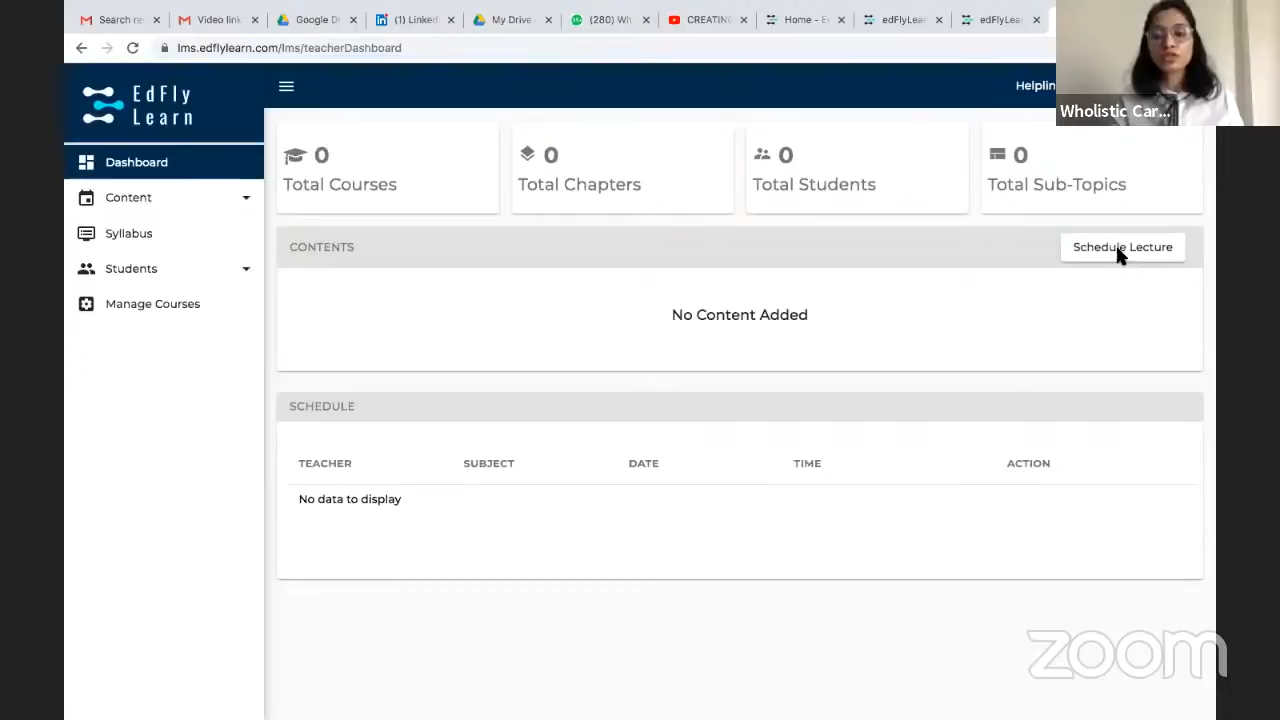 Search re
Video link
Google D
(1) Linked
My Drive -
(280) Wh
CREATING
Home - E
edFlyLea
edFlyLea
lms.edflylearn.com/lms/teacherDashboard
EdFly
Learn
Helplin
Wholistic Car...
Dashboard
Content
Syllabus
Students
Manage Courses
0
Total Courses
0
Total Chapters
0
Total Students
0
Total Sub-Topics
CONTENTS
Schedule Lecture
No Content Added
SCHEDULE
TEACHER SUBJECT DATE TIME ACTION
No data to display
zoom